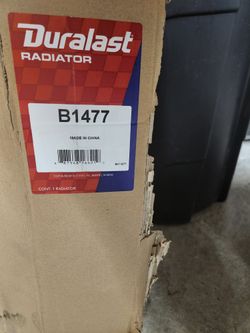 Duralast
RADIATOR
B1477
MADE IN CHINA
CONT. 1 RADIATOR